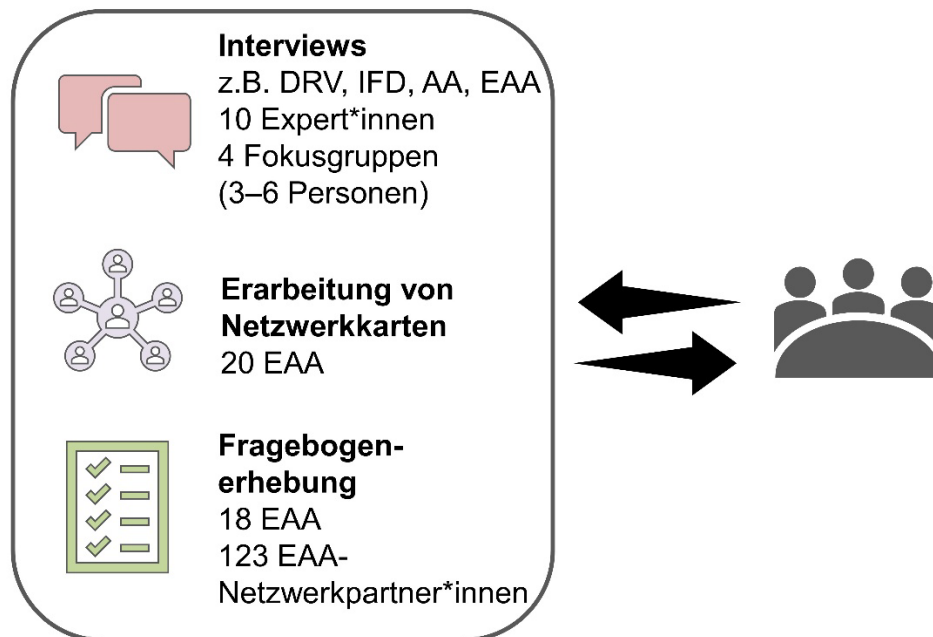 Interviews
z.B. DRV, IFD, AA, EAA
10 Expert*innen
4 Fokusgruppen
(3–6 Personen)
Erarbeitung von
Netzwerkkarten
20 EAA
Fragebogen-
erhebung
18 EAA
123 EAA-
Netzwerkpartner*innen